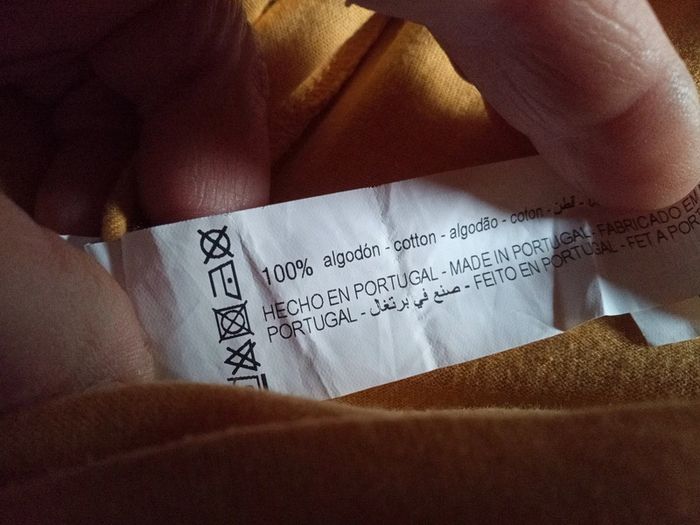 100% algodón - cotton - algodão - coton - قطن -
HECHO EN PORTUGAL - MADE IN PORTUGAL - FABRICADO EM
PORTUGAL - صنع في برتغال - FEITO EN PORTUGAL - FET A POR